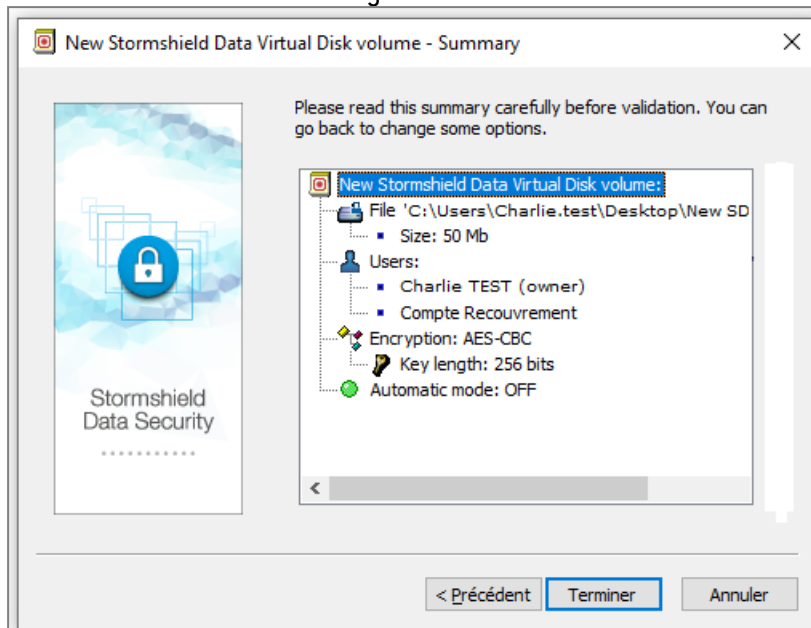 New Stormshield Data Virtual Disk volume - Summary
Please read this summary carefully before validation. You can
go back to change some options.
New Stormshield Data Virtual Disk volume:
File 'C:\Users\Charlie.test\Desktop\New SD
Size: 50 Mb
Users:
Charlie TEST (owner)
Compte Recouvrement
Encryption: AES-CBC
Key length: 256 bits
Automatic mode: OFF
Stormshield
Data Security
< Précédent
Terminer
Annuler